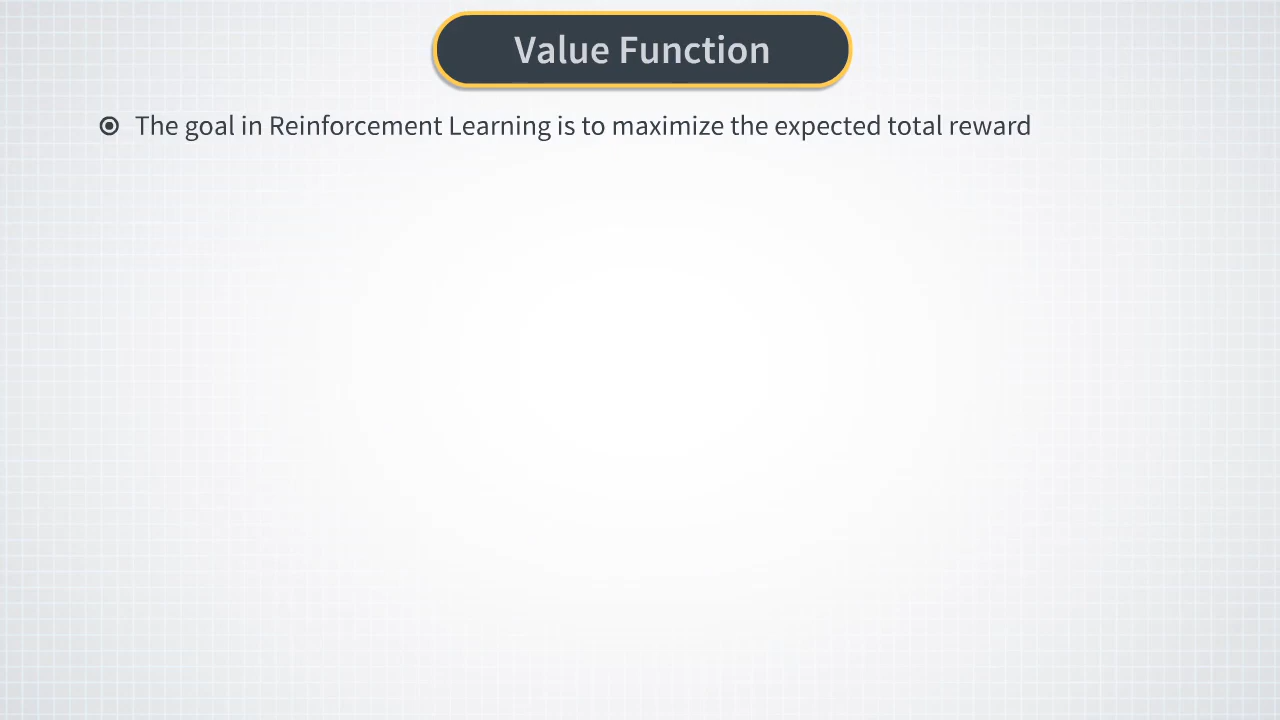 Value Function
The goal in Reinforcement Learning is to maximize the expected total reward